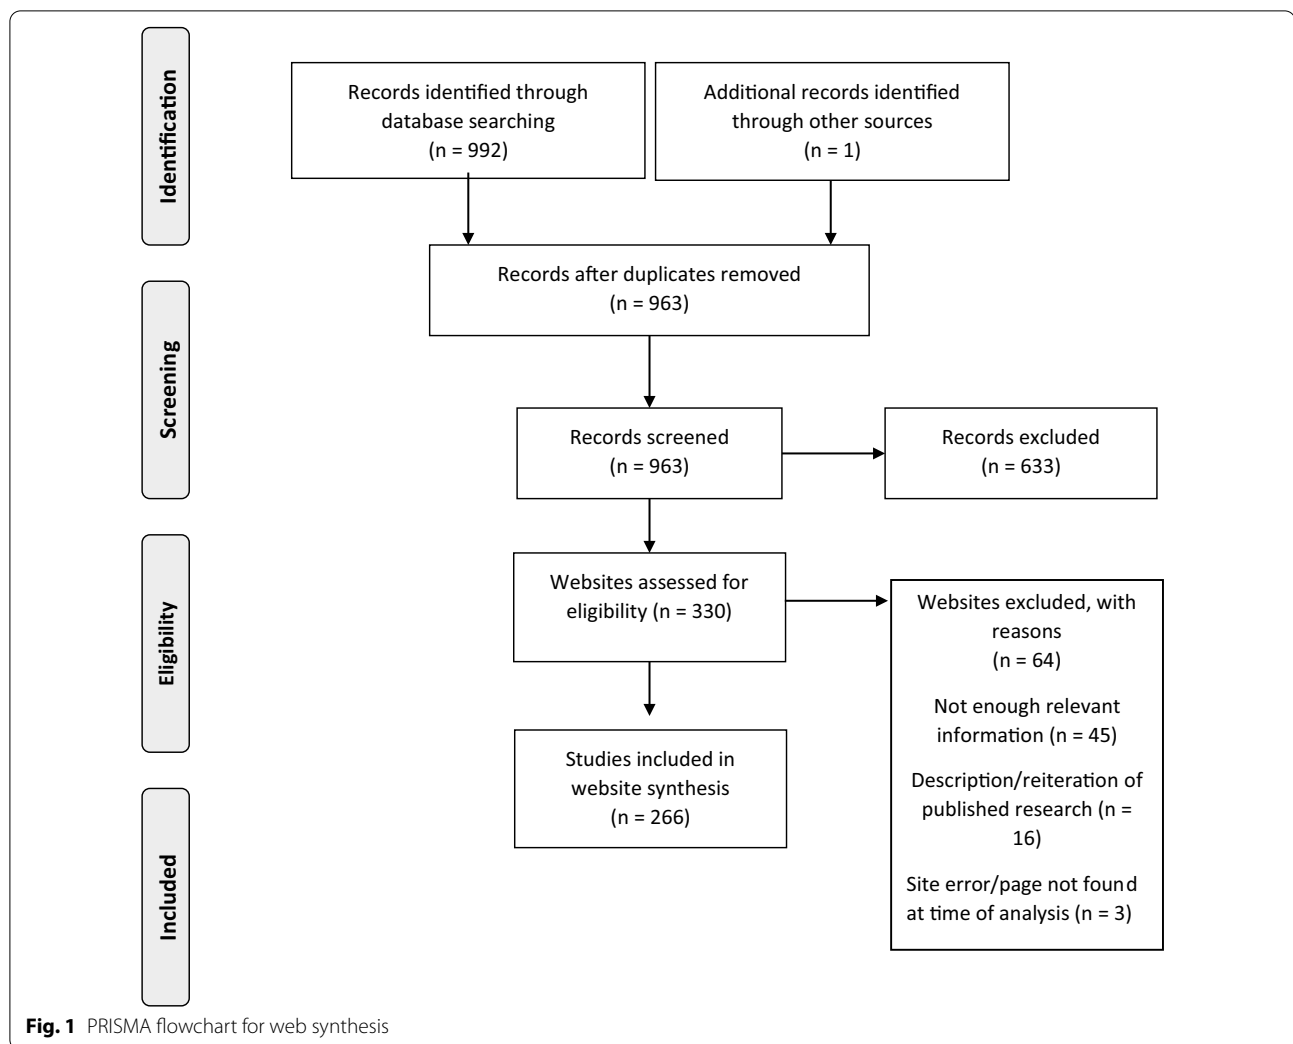 Identification
Records identified through
database searching
(n = 992)
Additional records identified
through other sources
(n = 1)
Records after duplicates removed
(n = 963)
Screening
Records screened
(n = 963)
Records excluded
(n = 633)
Eligibility
Websites assessed for
eligibility (n = 330)
Websites excluded, with
reasons
(n = 64)
Not enough relevant
information (n = 45)
Description/reiteration of
published research (n =
16)
Site error/page not found
at time of analysis (n = 3)
Studies included in
website synthesis
(n = 266)
Included
Fig. 1 PRISMA flowchart for web synthesis